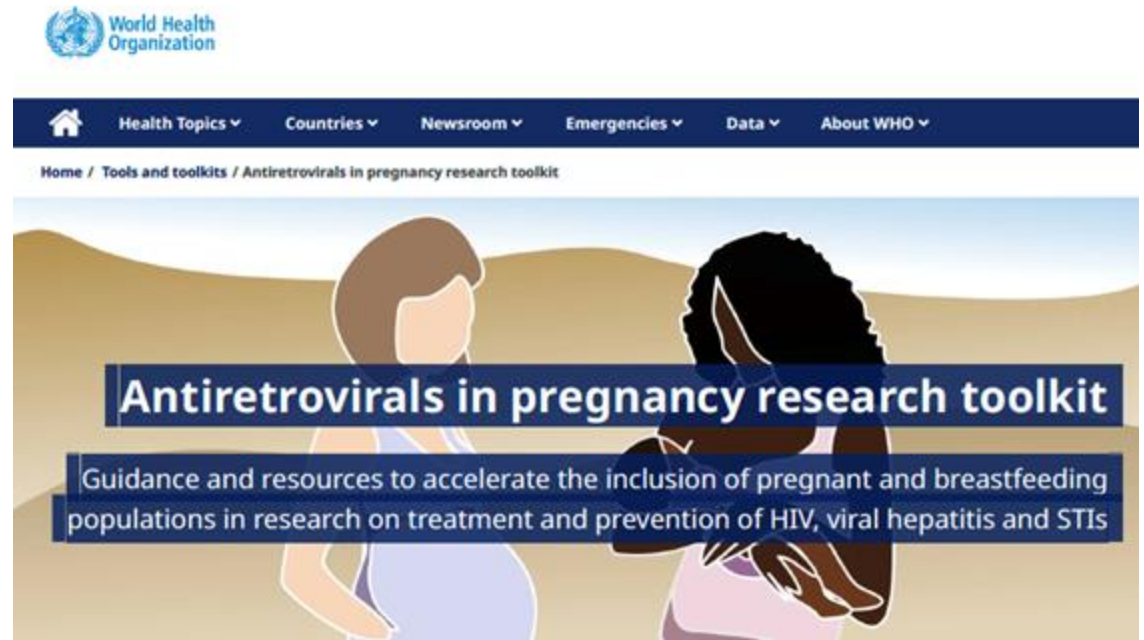 World Health
Organization
Health Topics Countries Newsroom Emergencies Data About WHO
Home / Tools and toolkits / Antiretrovirals in pregnancy research toolkit
Antiretrovirals in pregnancy research toolkit
Guidance and resources to accelerate the inclusion of pregnant and breastfeeding
populations in research on treatment and prevention of HIV, viral hepatitis and STIs